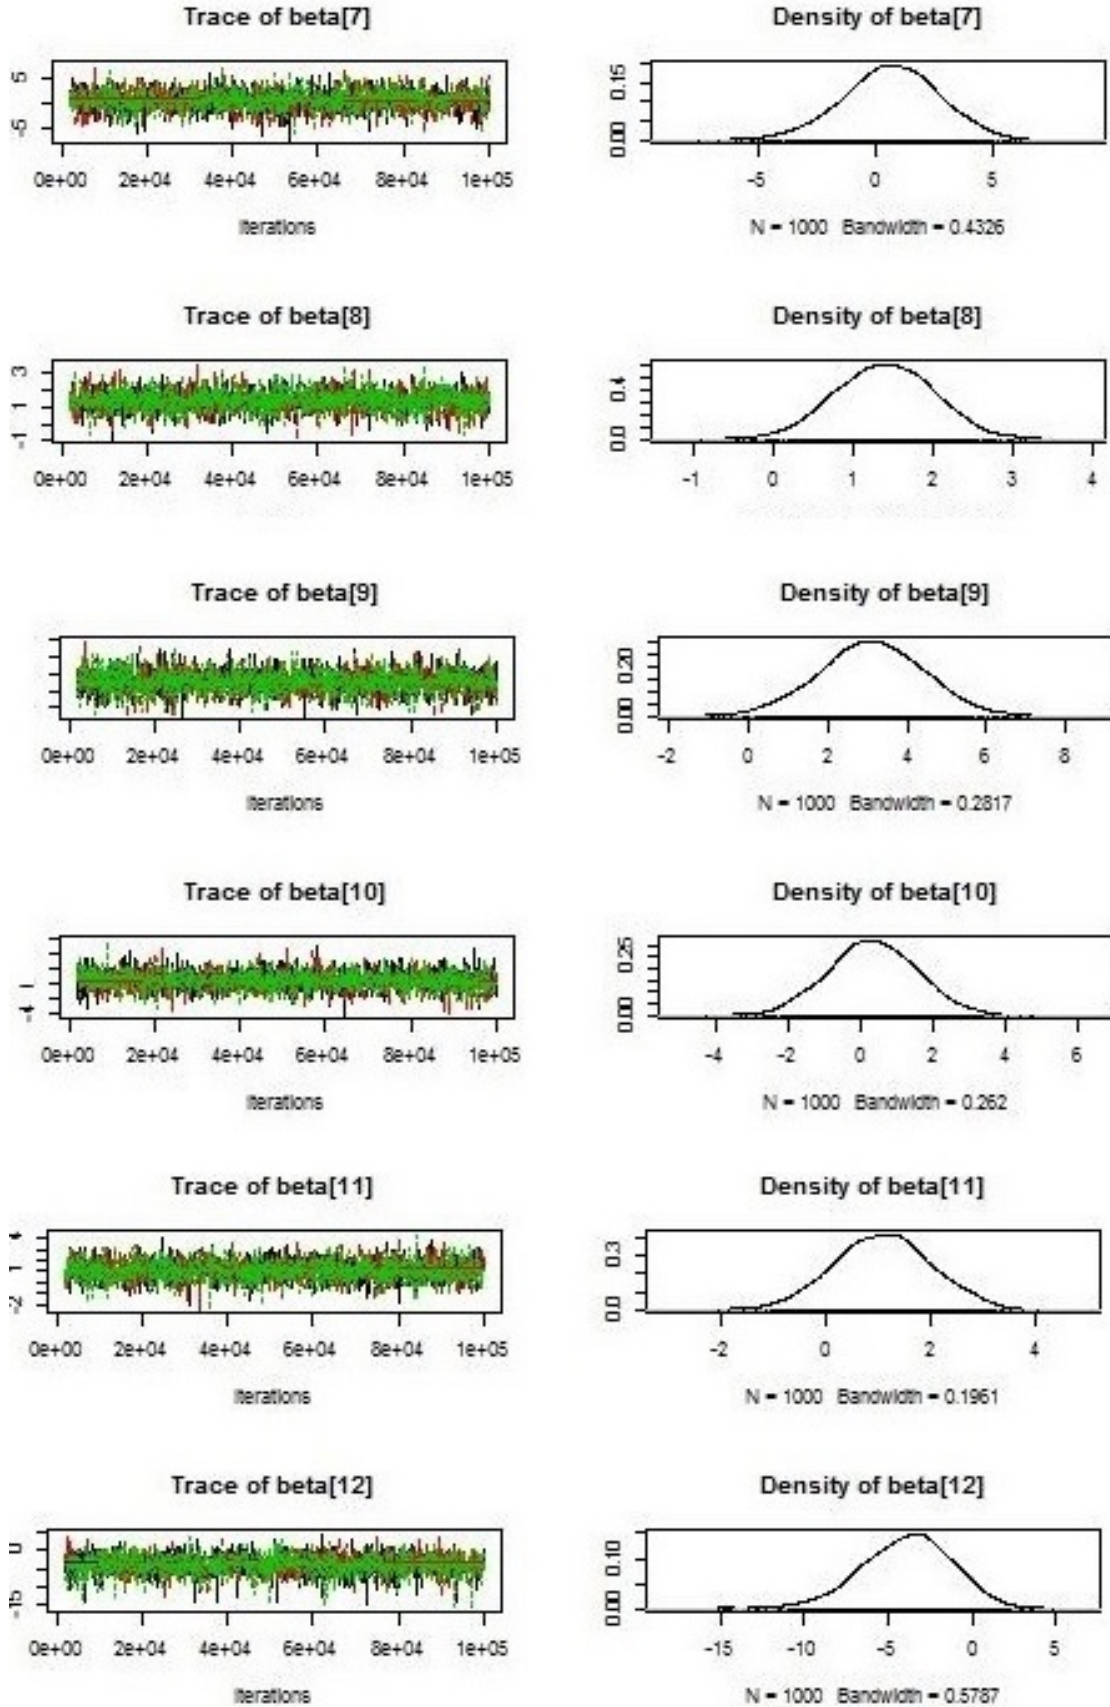 Trace of beta[7]
Density of beta[7]
5
-5
0e+00 2e+04 4e+04 6e+04 8e+04 1e+05
Iterations
0.15
0.00
-5 0 5
N = 1000 Bandwidth = 0.4326
Trace of beta[8]
Density of beta[8]
3
1
-1
0e+00 2e+04 4e+04 6e+04 8e+04 1e+05
0.4
0.0
-1 0 1 2 3 4
Trace of beta[9]
Density of beta[9]
0e+00 2e+04 4e+04 6e+04 8e+04 1e+05
Iterations
0.20
0.00
-2 0 2 4 6 8
N = 1000 Bandwidth = 0.2817
Trace of beta[10]
Density of beta[10]
-4
0e+00 2e+04 4e+04 6e+04 8e+04 1e+05
Iterations
0.25
0.00
-4 -2 0 2 4 6
N = 1000 Bandwidth = 0.262
Trace of beta[11]
Density of beta[11]
4
1
-2
0e+00 2e+04 4e+04 6e+04 8e+04 1e+05
Iterations
0.3
0.0
-2 0 2 4
N = 1000 Bandwidth = 0.1961
Trace of beta[12]
Density of beta[12]
0
-15
0e+00 2e+04 4e+04 6e+04 8e+04 1e+05
Iterations
0.10
0.00
-15 -10 -5 0 5
N = 1000 Bandwidth = 0.5787